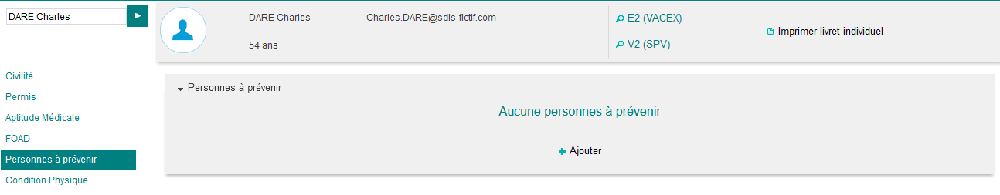 DARE Charles
DARE Charles
Charles.DARE@sdis-fictif.com
54 ans
E2 (VACEX)
V2 (SPV)
Imprimer livret individuel
Civilité
Permis
Aptitude Médicale
FOAD
Personnes à prévenir
Condition Physique
Personnes à prévenir
Aucune personnes à prévenir
Ajouter